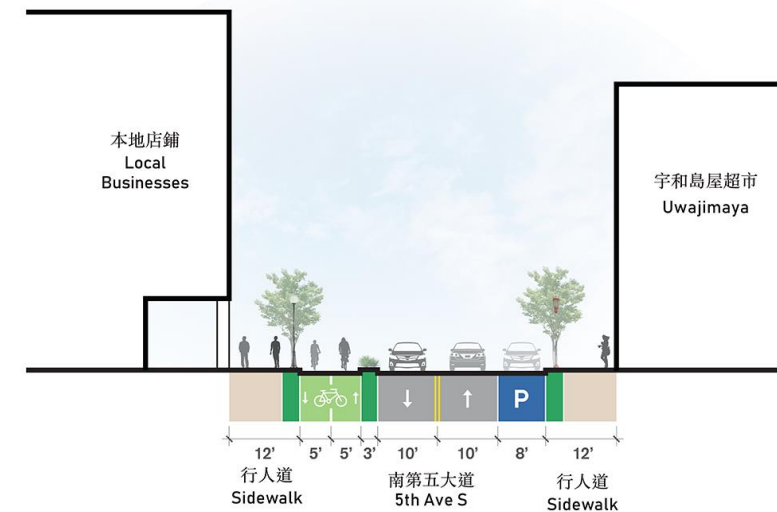 本地店鋪
Local
Businesses
宇和島屋超市
Uwajimaya
P
12'
5'
5'
3'
10'
10'
8'
12'
行人道
Sidewalk
南第五大道
5th Ave S
行人道
Sidewalk